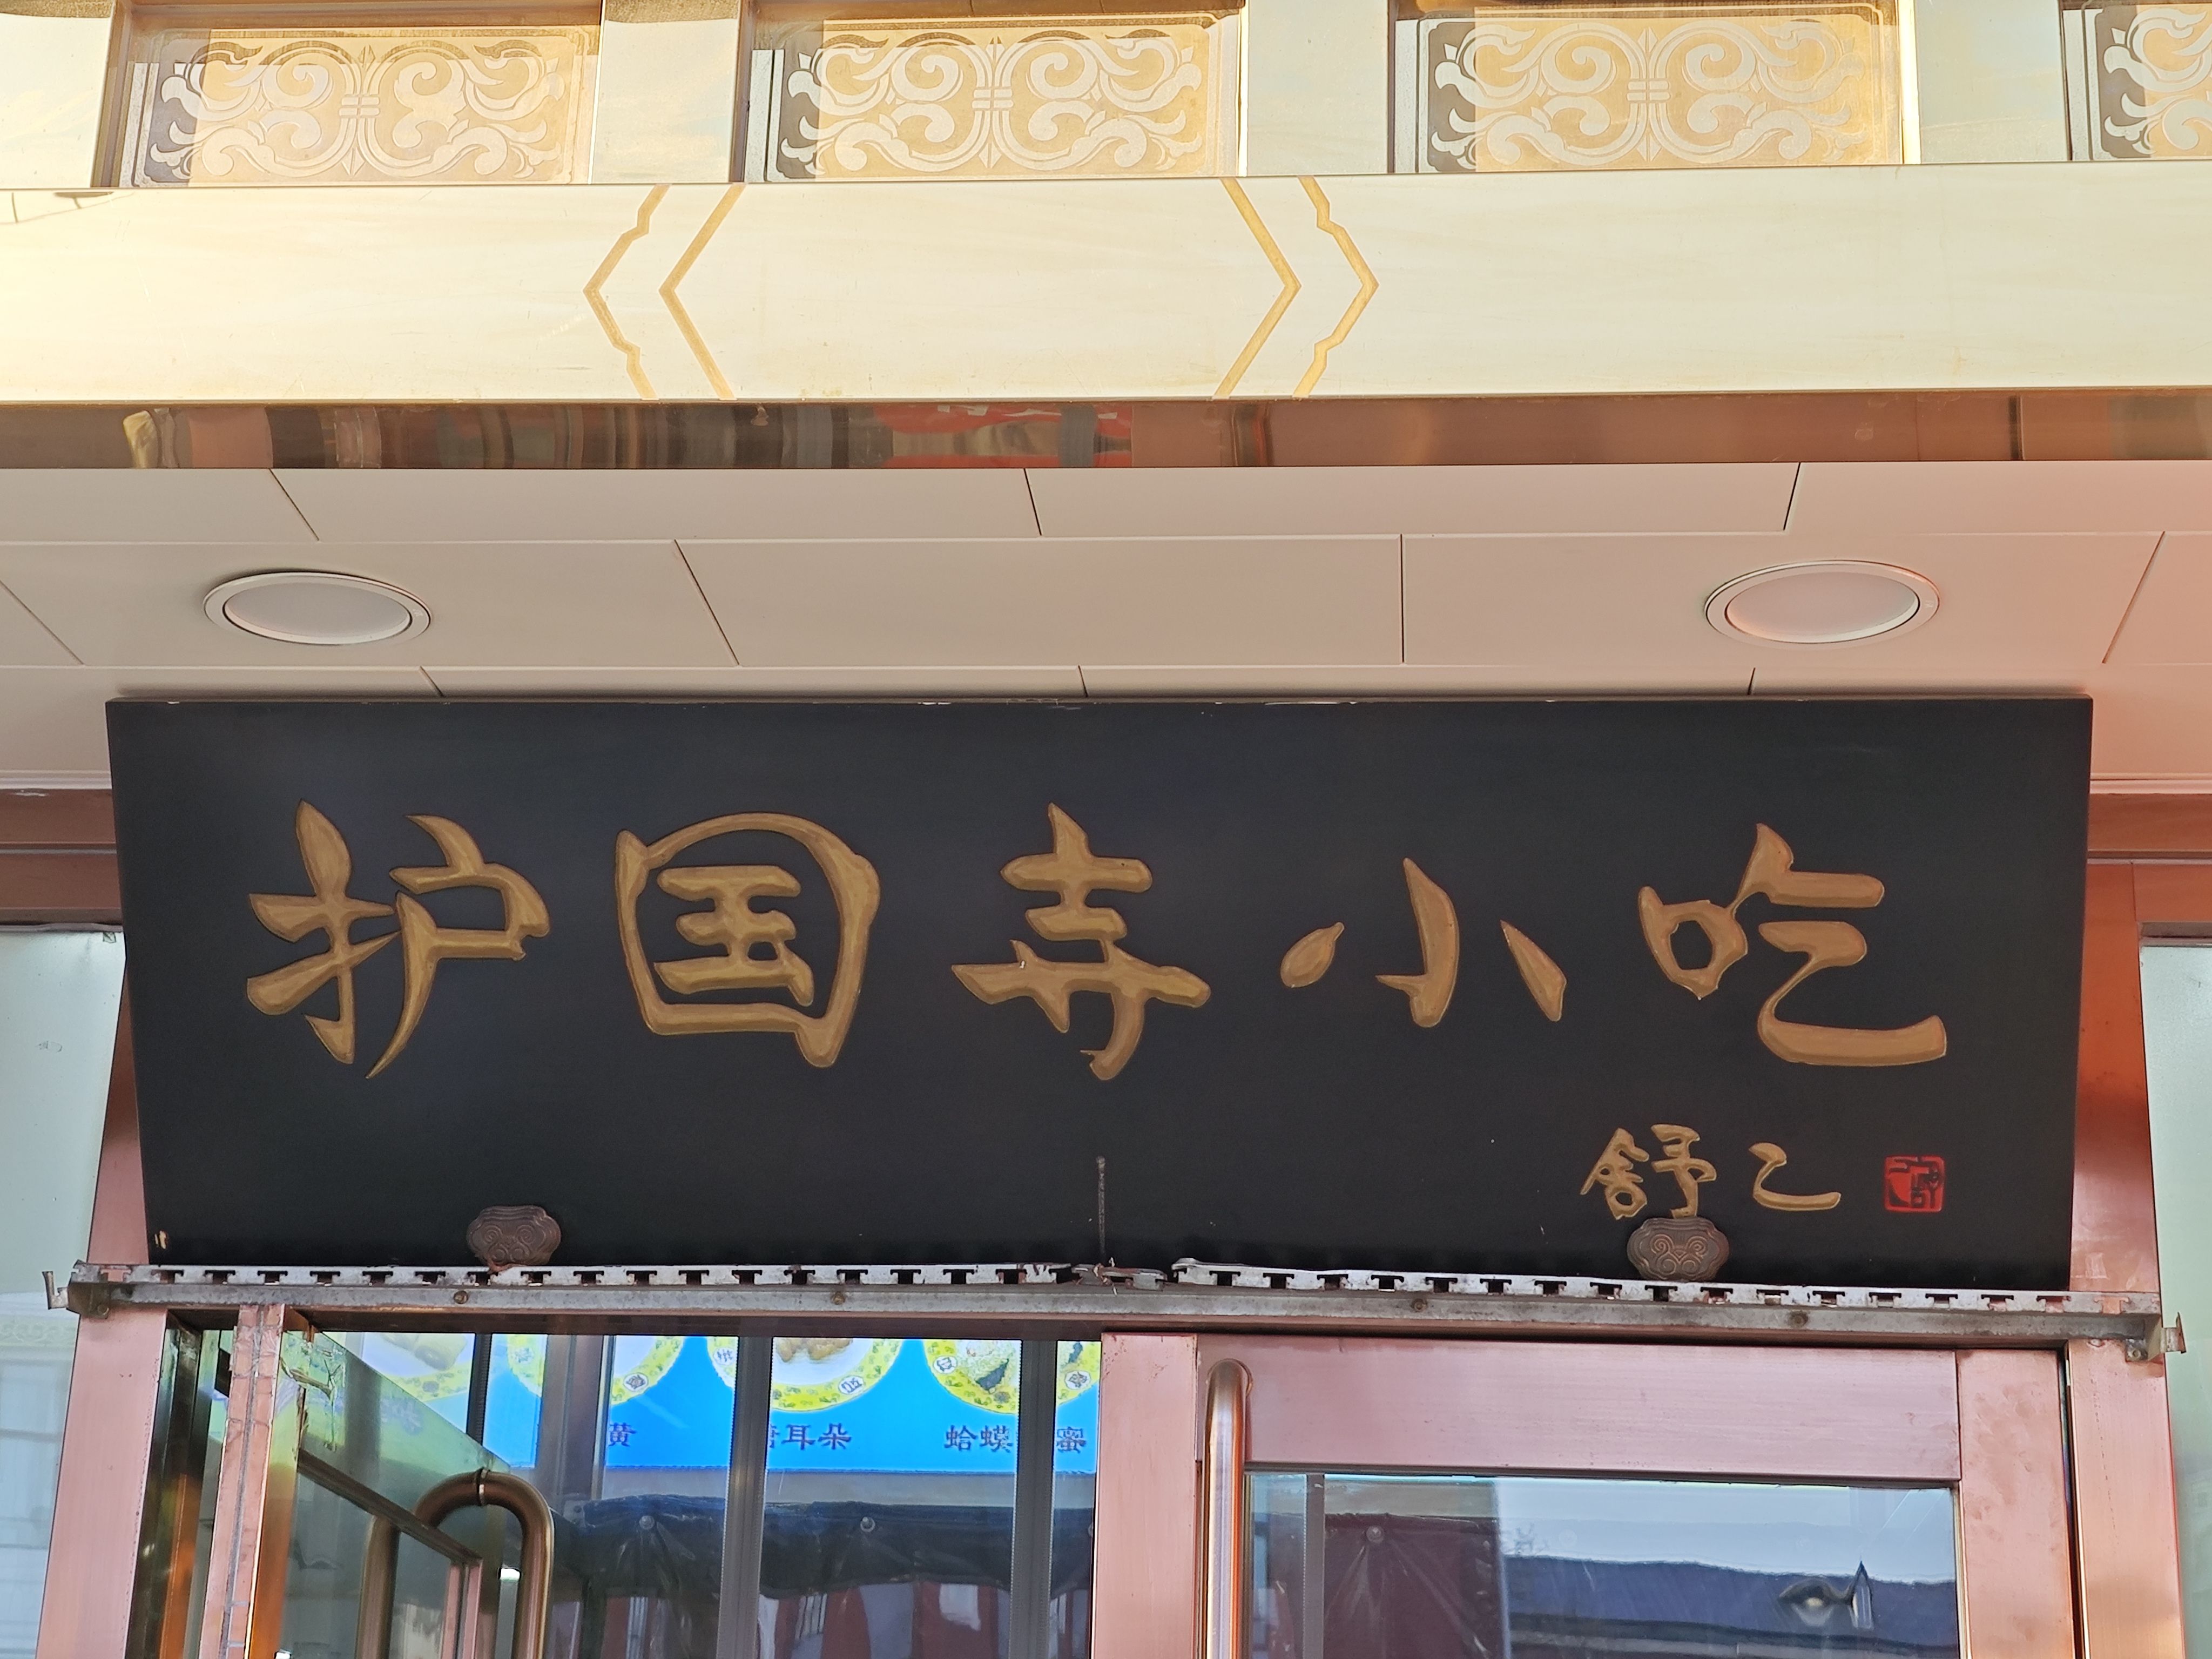 护国寺小吃
舒乙
黄
耳朵
蛤蟆 蜜